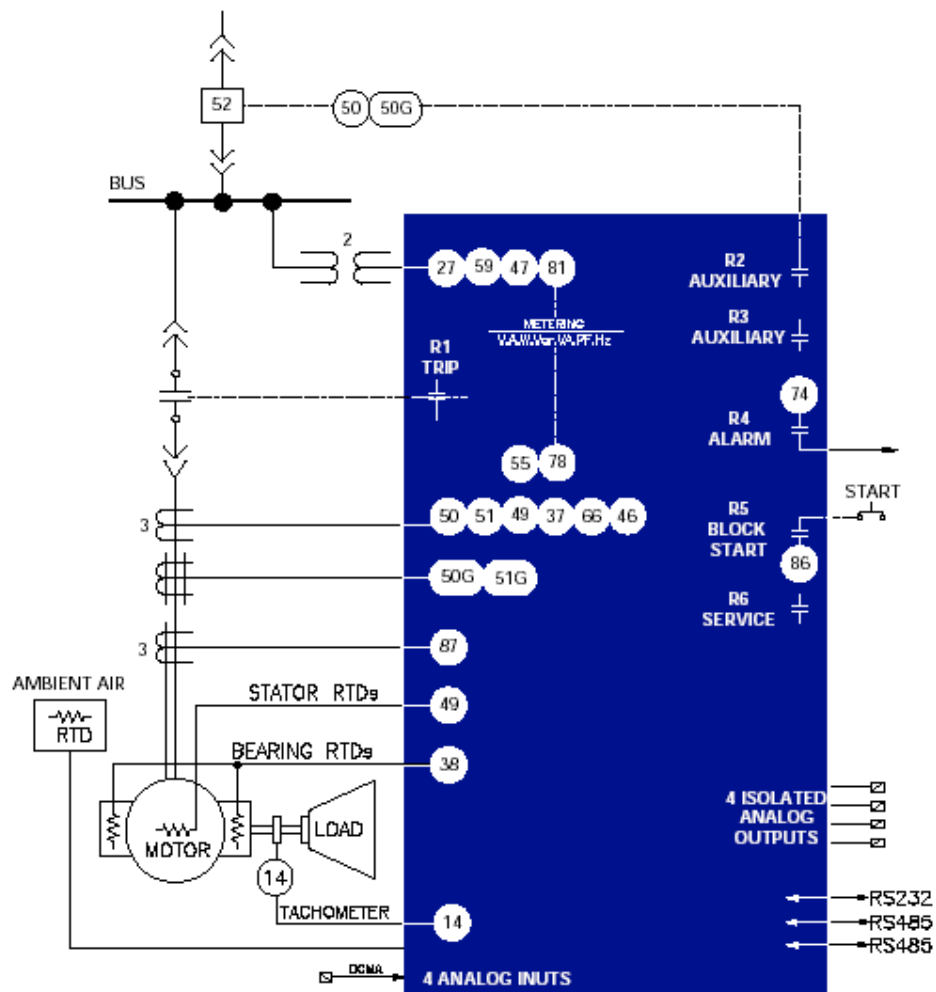 52
50
50G
BUS
2
27
59
47
81
R2
AUXILIARY
METERING
V.A.W.Var.VA.PF.Hz
R3
AUXILIARY
R1
TRIP
74
R4
ALARM
55
78
START
3
50
51
49
37
66
46
R5
BLOCK
START
86
50G
51G
R6
SERVICE
3
87
AMBIENT AIR
RTD
STATOR RTDs
49
BEARING RTDs
38
MOTOR
LOAD
4 ISOLATED
ANALOG
OUTPUTS
14
TACHOMETER
14
RS232
RS485
RS485
DCMA
4 ANALOG INUTS